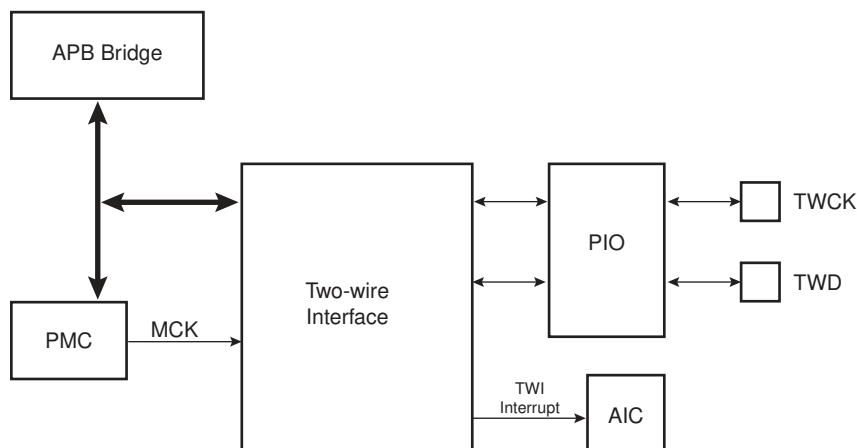 APB Bridge
TWCK
PIO
TWD
Two-wire
Interface
PMC
MCK
TWI
Interrupt
AIC